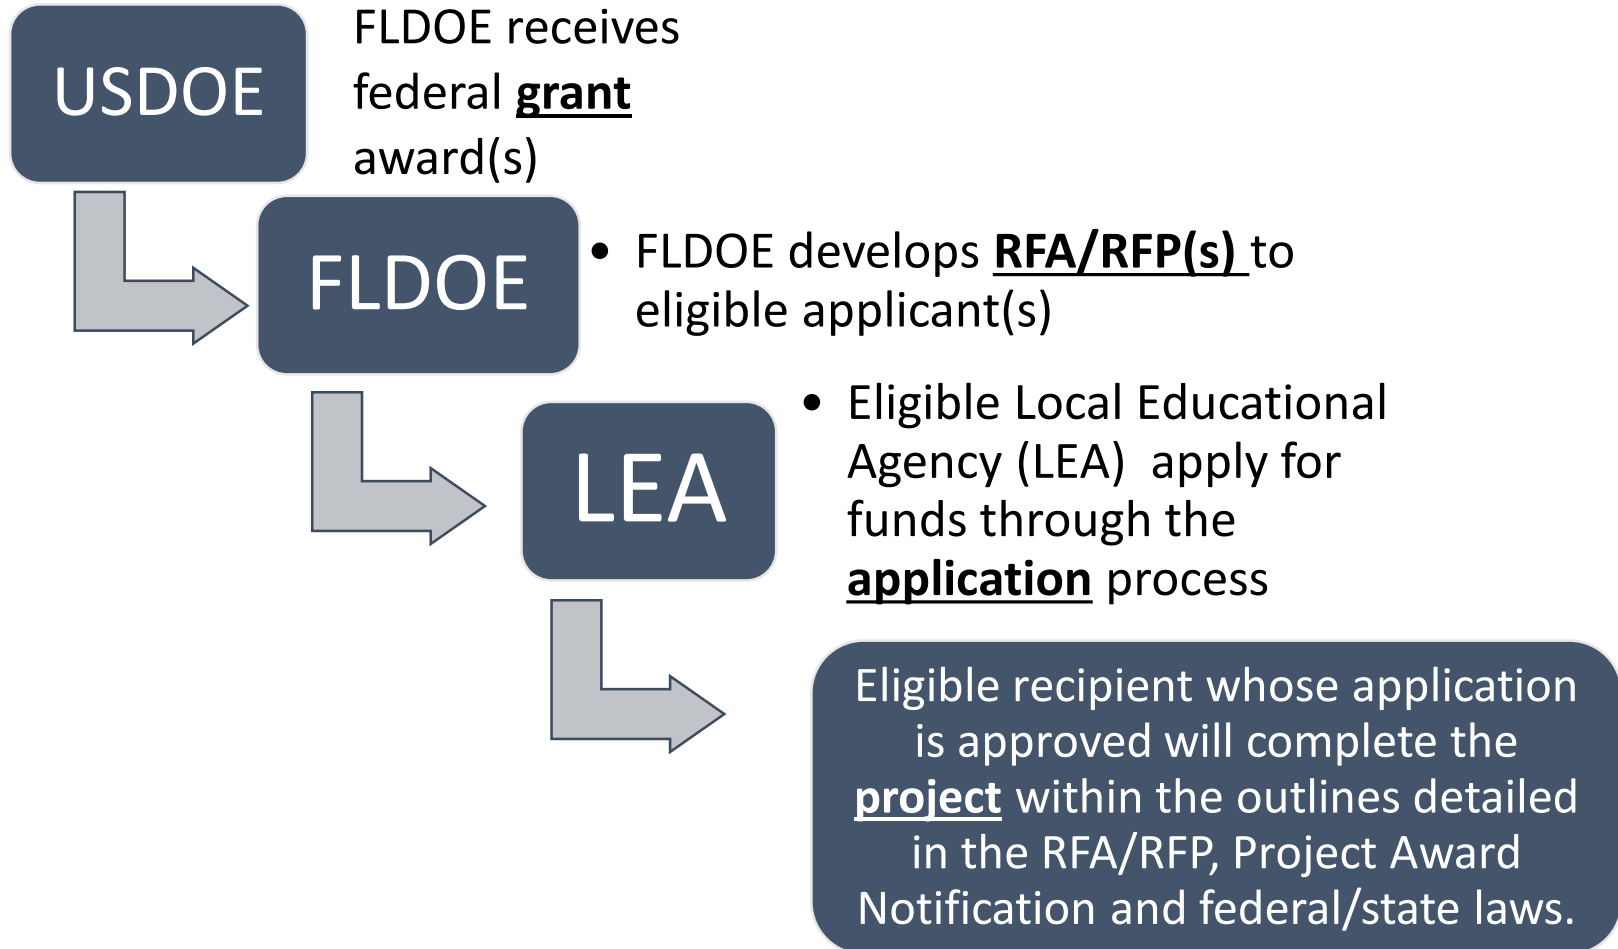 USDOE
FLDOE receives
federal grant
award(s)
FLDOE
• FLDOE develops RFA/RFP(s) to
eligible applicant(s)
LEA
• Eligible Local Educational
Agency (LEA)  apply for
funds through the
application process
Eligible recipient whose application
is approved will complete the
project within the outlines detailed
in the RFA/RFP, Project Award
Notification and federal/state laws.